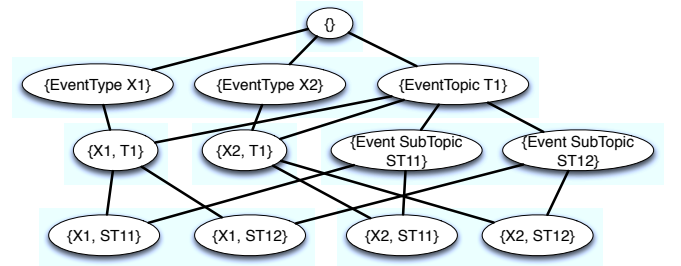 {}
{EventType X1}
{EventType X2}
{EventTopic T1}
{X1, T1}
{X2, T1}
{Event SubTopic
ST11}
{Event SubTopic
ST12}
{X1, ST11}
{X1, ST12}
{X2, ST11}
{X2, ST12}